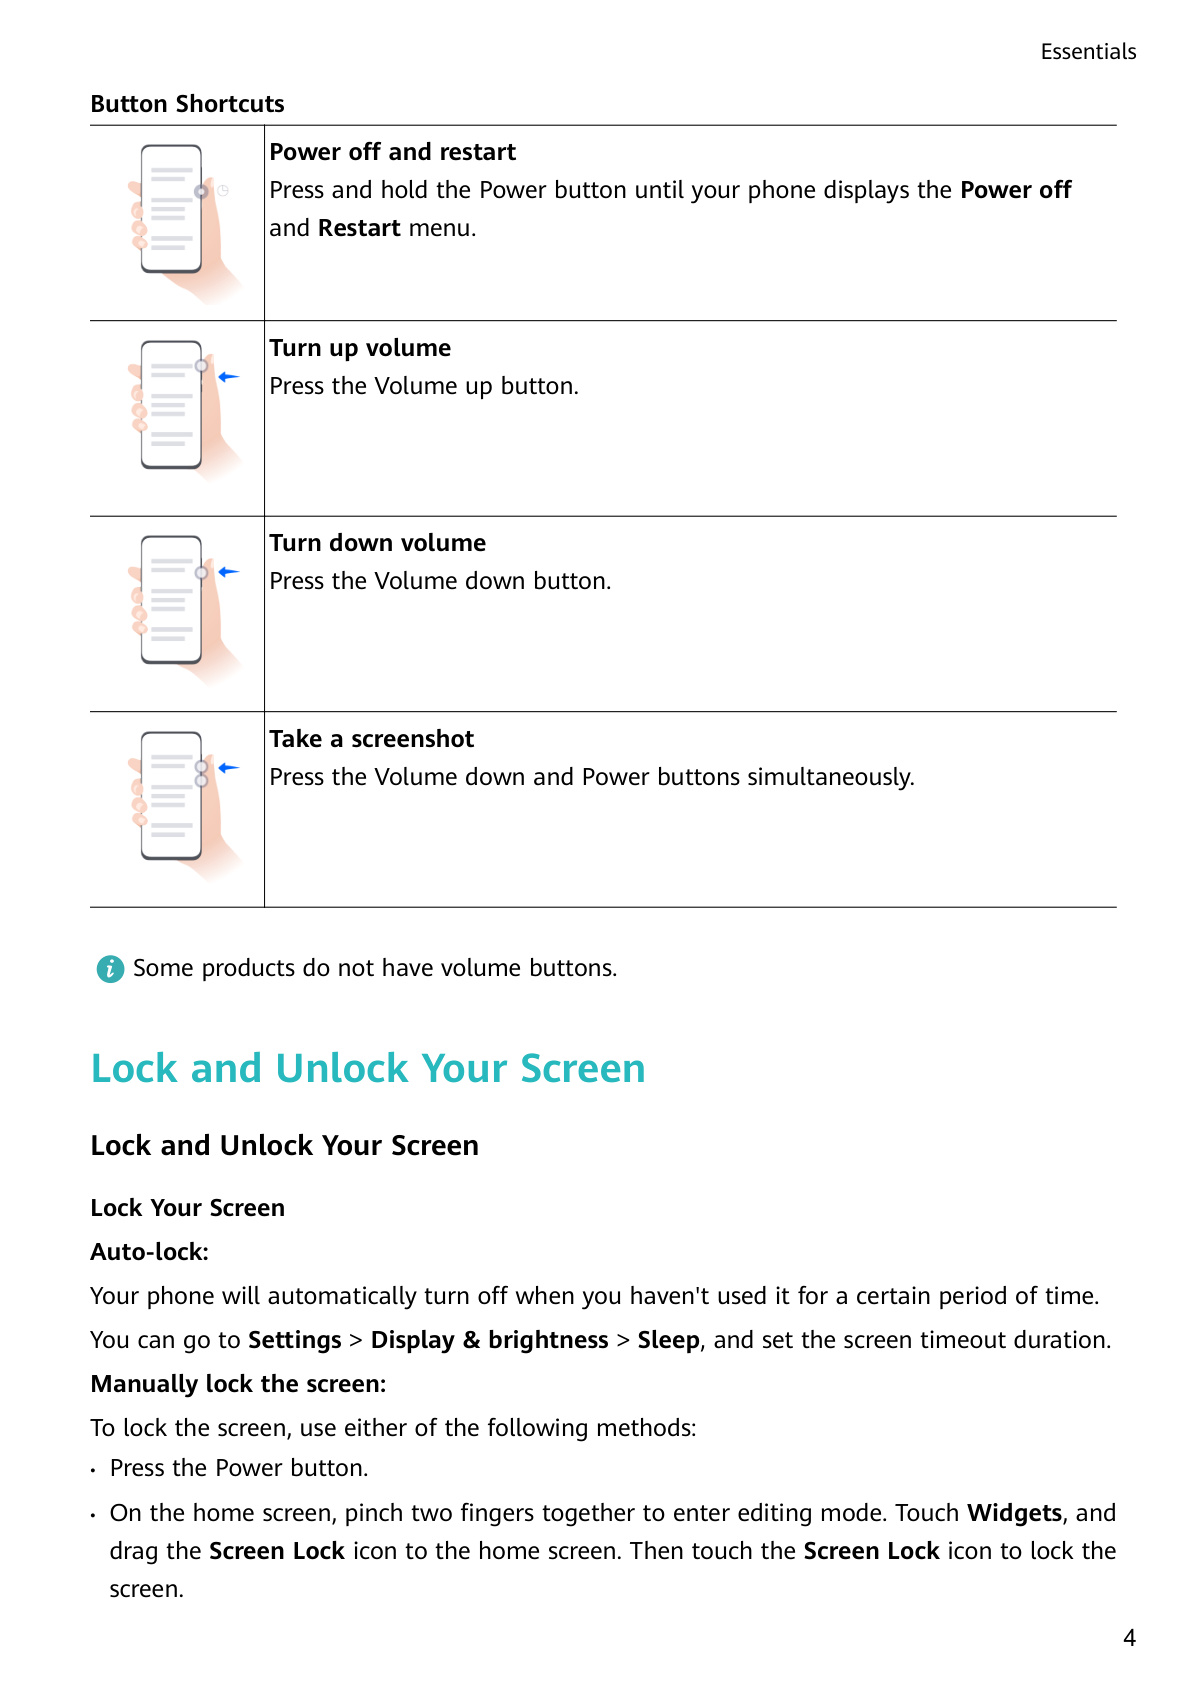 Essentials
Button Shortcuts
Power off and restart
Press and hold the Power button until your phone displays the Power off
and Restart menu.
Turn up volume
Press the Volume up button.
Turn down volume
Press the Volume down button.
Take a screenshot
Press the Volume down and Power buttons simultaneously.
Some products do not have volume buttons.
Lock and Unlock Your Screen
Lock and Unlock Your Screen
Lock Your Screen
Auto-lock:
Your phone will automatically turn off when you haven't used it for a certain period of time.
You can go to Settings > Display & brightness > Sleep, and set the screen timeout duration.
Manually lock the screen:
To lock the screen, use either of the following methods:
• Press the Power button.
• On the home screen, pinch two fingers together to enter editing mode. Touch Widgets, and
drag the Screen Lock icon to the home screen. Then touch the Screen Lock icon to lock the
screen.
4